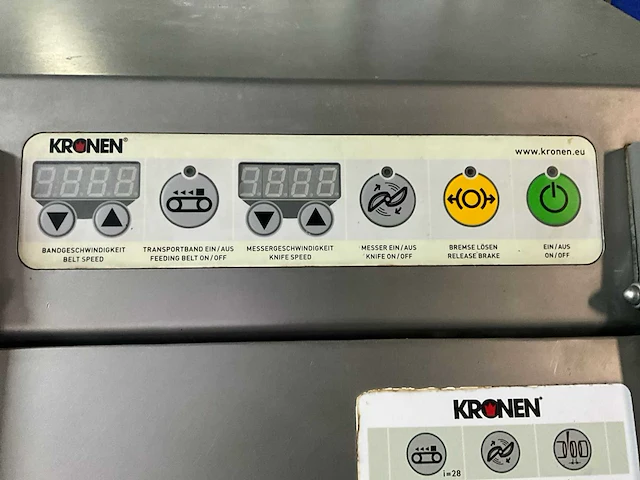 KRONEN®
www.kronen.eu
BANDGESCHWINDIGKEIT
BELT SPEED
TRANSPORTBAND EIN/AUS
FEEDING BELT ON/OFF
MESSERGESCHWINDIGKEIT
KNIFE SPEED
MESSER EIN/AUS
KNIFE ON/OFF
BREMSE LÖSEN
RELEASE BRAKE
EIN/AUS
ON/OFF
KRONEN®
i=28